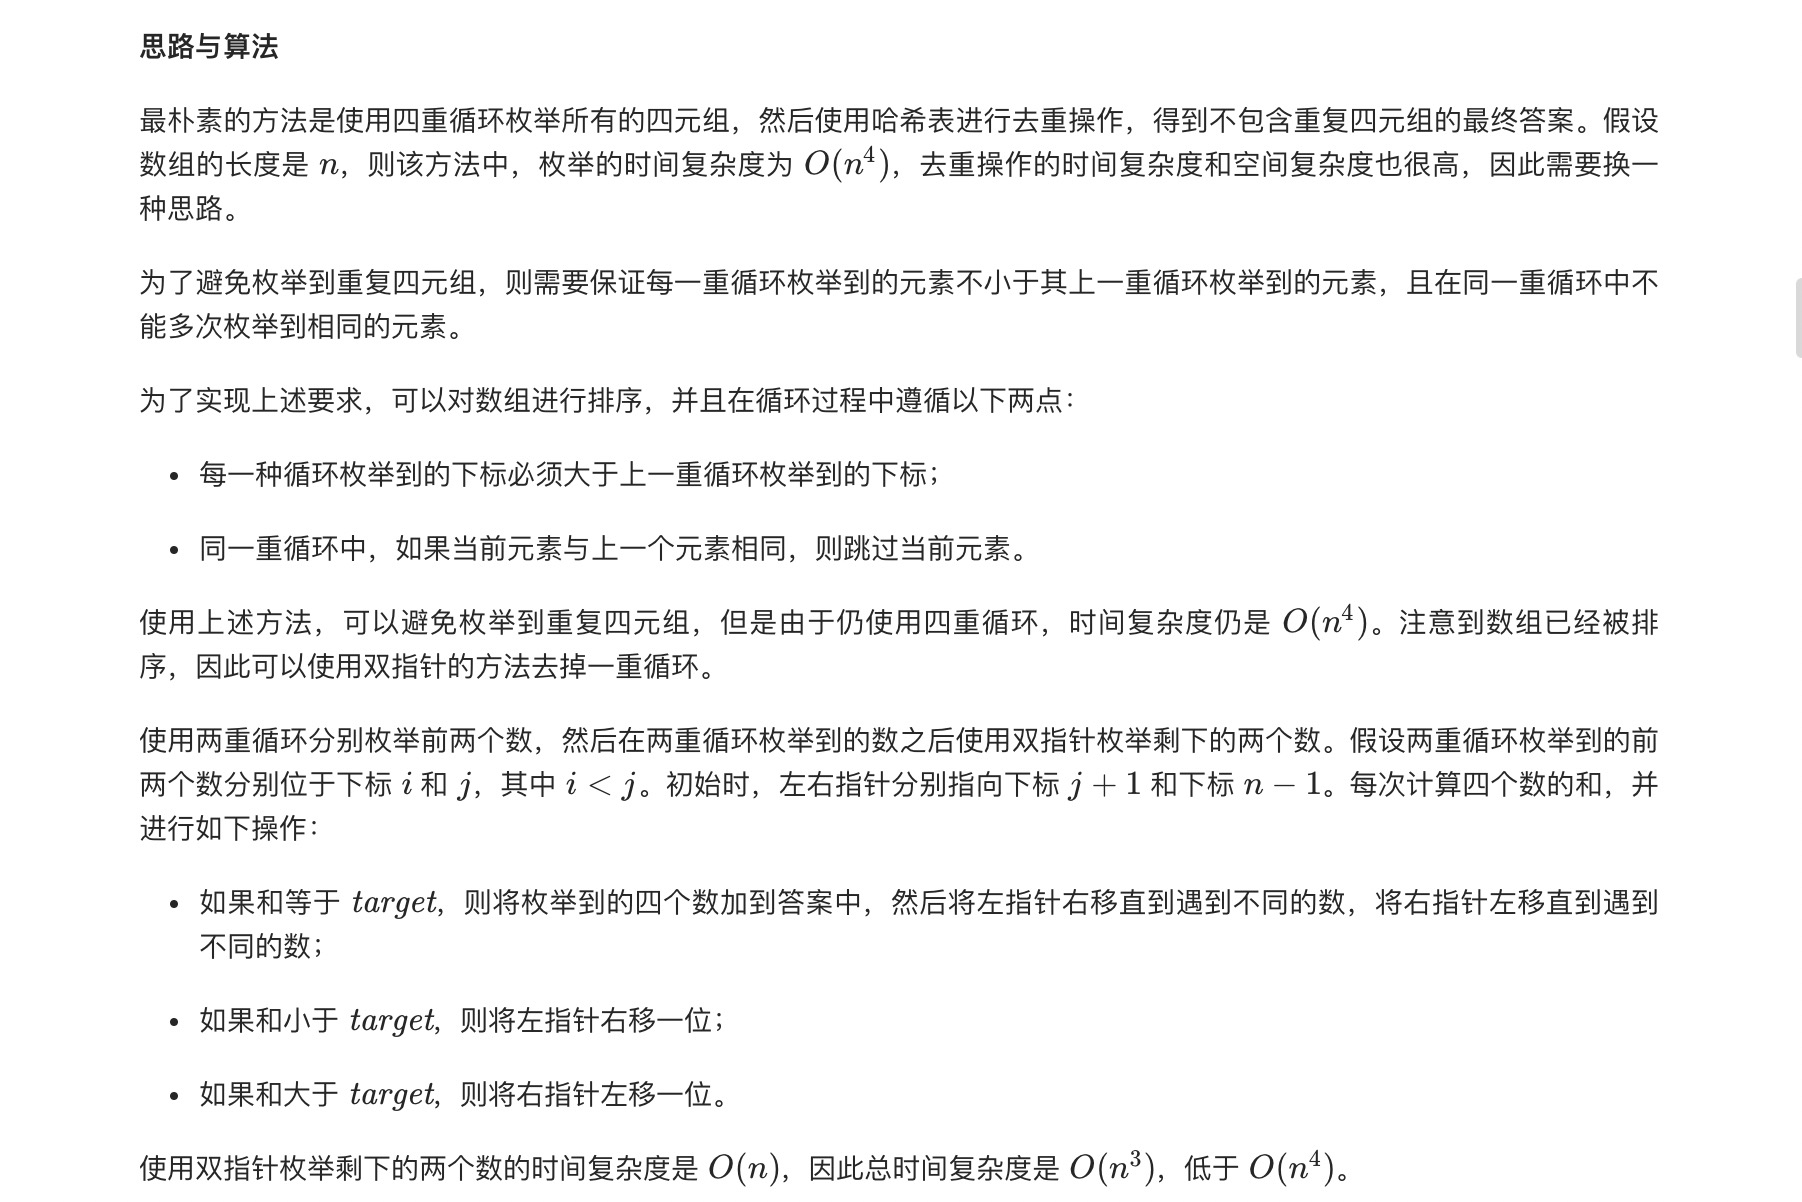 思路与算法
最朴素的方法是使用四重循环枚举所有的四元组，然后使用哈希表进行去重操作，得到不包含重复四元组的最终答案。假设
数组的长度是 n，则该方法中，枚举的时间复杂度为 O(n⁴)，去重操作的时间复杂度和空间复杂度也很高，因此需要换一
种思路。
为了避免枚举到重复四元组，则需要保证每一重循环枚举到的元素不小于其上一重循环枚举到的元素，且在同一重循环中不
能多次枚举到相同的元素。
为了实现上述要求，可以对数组进行排序，并且在循环过程中遵循以下两点：
• 每一种循环枚举到的下标必须大于上一重循环枚举到的下标；
• 同一重循环中，如果当前元素与上一个元素相同，则跳过当前元素。
使用上述方法，可以避免枚举到重复四元组，但是由于仍使用四重循环，时间复杂度仍是 O(n⁴)。注意到数组已经被排
序，因此可以使用双指针的方法去掉一重循环。
使用两重循环分别枚举前两个数，然后在两重循环枚举到的数之后使用双指针枚举剩下的两个数。假设两重循环枚举到的前
两个数分别位于下标 i 和 j，其中 i < j。初始时，左右指针分别指向下标 j + 1 和下标 n − 1。每次计算四个数的和，并
进行如下操作：
• 如果和等于 target，则将枚举到的四个数加到答案中，然后将左指针右移直到遇到不同的数，将右指针左移直到遇到
不同的数；
• 如果和小于 target，则将左指针右移一位；
• 如果和大于 target，则将右指针左移一位。
使用双指针枚举剩下的两个数的时间复杂度是 O(n)，因此总时间复杂度是 O(n³)，低于 O(n⁴)。